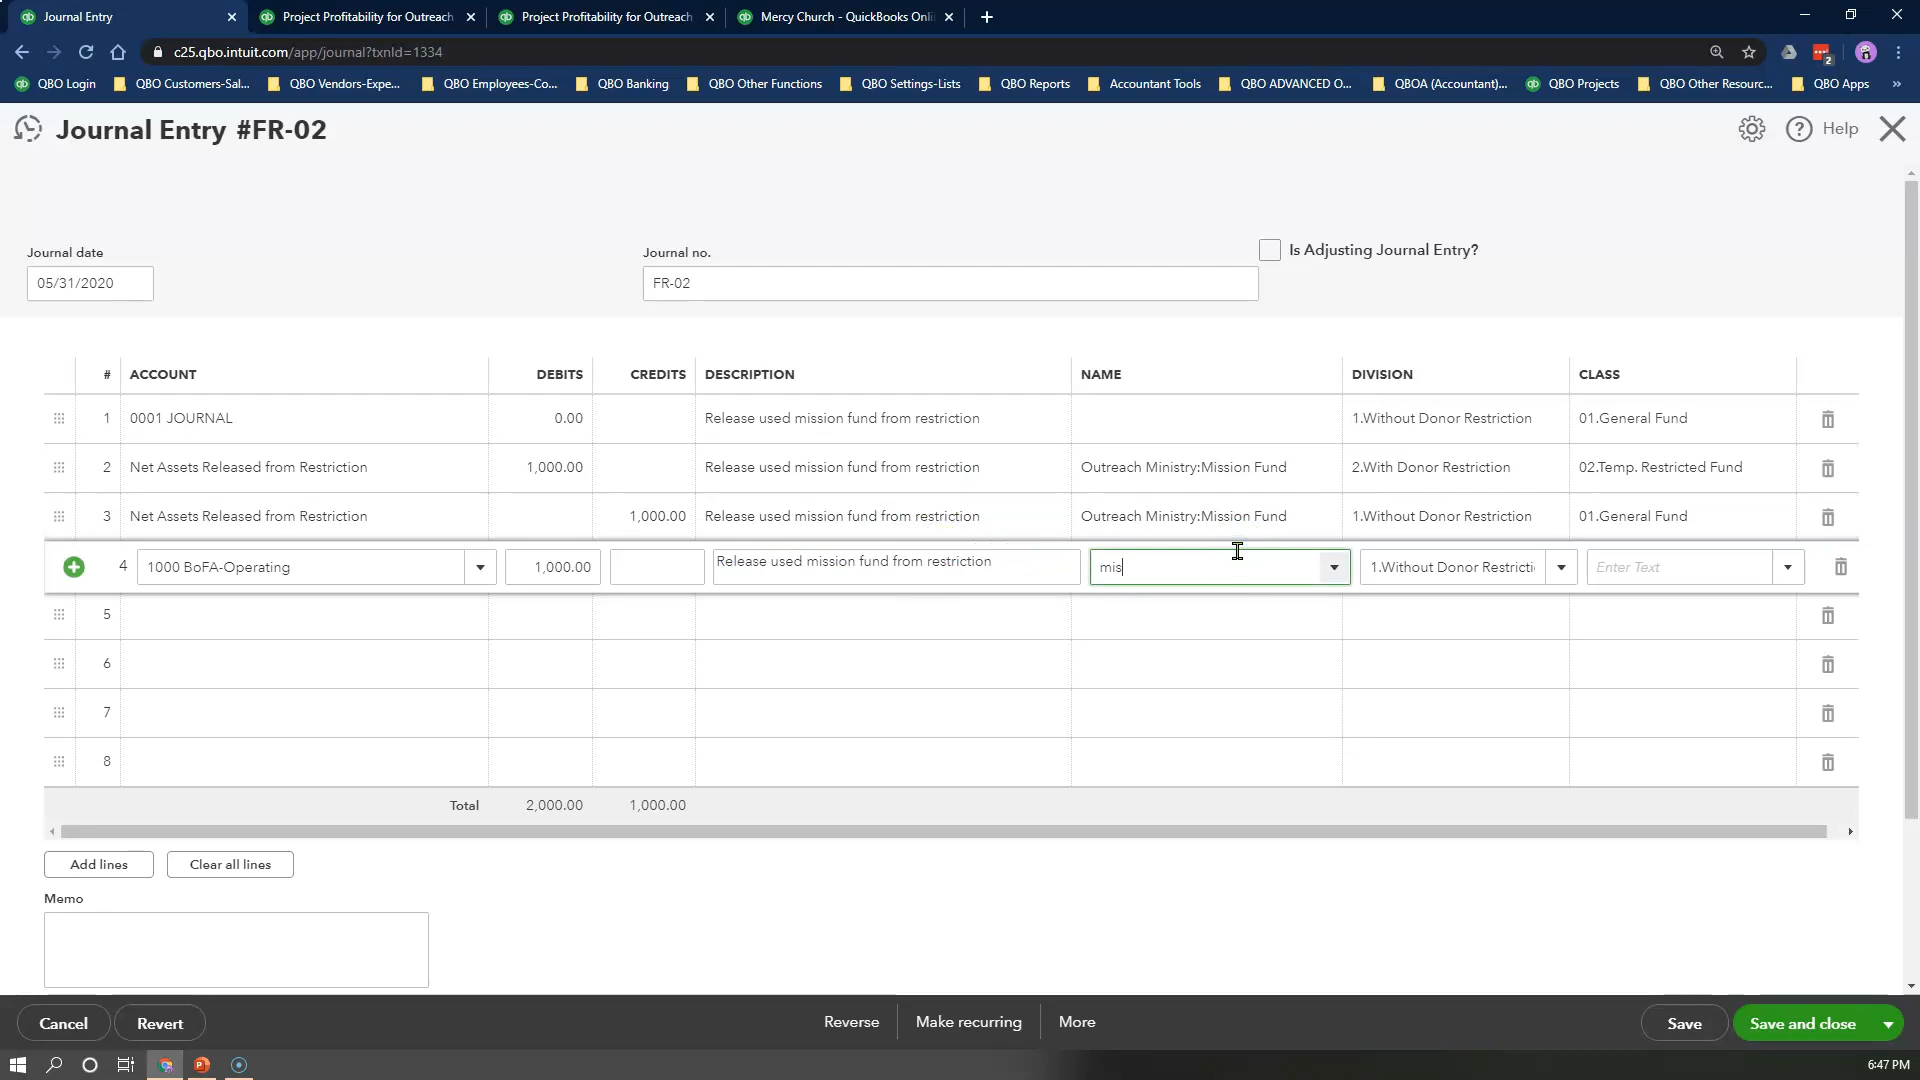 Journal Entry
Project Profitability for Outreach
Project Profitability for Outreach
Mercy Church - QuickBooks Onli
c25.qbo.intuit.com/app/journal?txnId=1334
2
QBO Login
QBO Customers-Sal...
QBO Vendors-Expe...
QBO Employees-Co...
QBO Banking
QBO Other Functions
QBO Settings-Lists
QBO Reports
Accountant Tools
QBO ADVANCED O...
QBOA (Accountant)...
QBO Projects
QBO Other Resourc...
QBO Apps
Journal Entry #FR-02
Help
Journal date
Journal no.
Is Adjusting Journal Entry?
05/31/2020
FR-02
# ACCOUNT DEBITS CREDITS DESCRIPTION NAME DIVISION CLASS
1 0001 JOURNAL 0.00 Release used mission fund from restriction 1.Without Donor Restriction 01.General Fund
2 Net Assets Released from Restriction 1,000.00 Release used mission fund from restriction Outreach Ministry:Mission Fund 2.With Donor Restriction 02.Temp. Restricted Fund
3 Net Assets Released from Restriction 1,000.00 Release used mission fund from restriction Outreach Ministry:Mission Fund 1.Without Donor Restriction 01.General Fund
4 1000 BoFA-Operating 1,000.00 Release used mission fund from restriction mis 1.Without Donor Restricti Enter Text
5
6
7
8
Total 2,000.00 1,000.00
Add lines
Clear all lines
Memo
Cancel
Revert
Reverse
Make recurring
More
Save
Save and close
6:47 PM